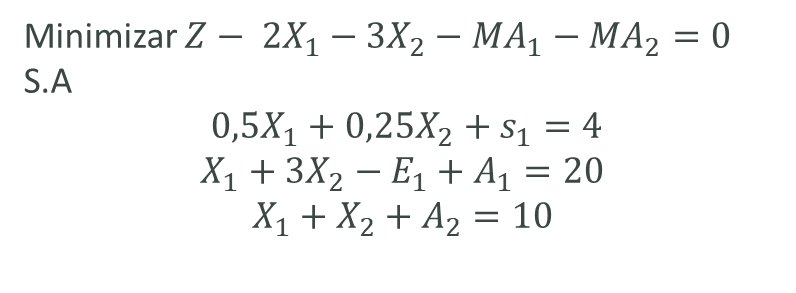 Minimizar Z − 2X₁ − 3X₂ − MA₁ − MA₂ = 0
S.A
0,5X₁ + 0,25X₂ + s₁ = 4
X₁ + 3X₂ − E₁ + A₁ = 20
X₁ + X₂ + A₂ = 10